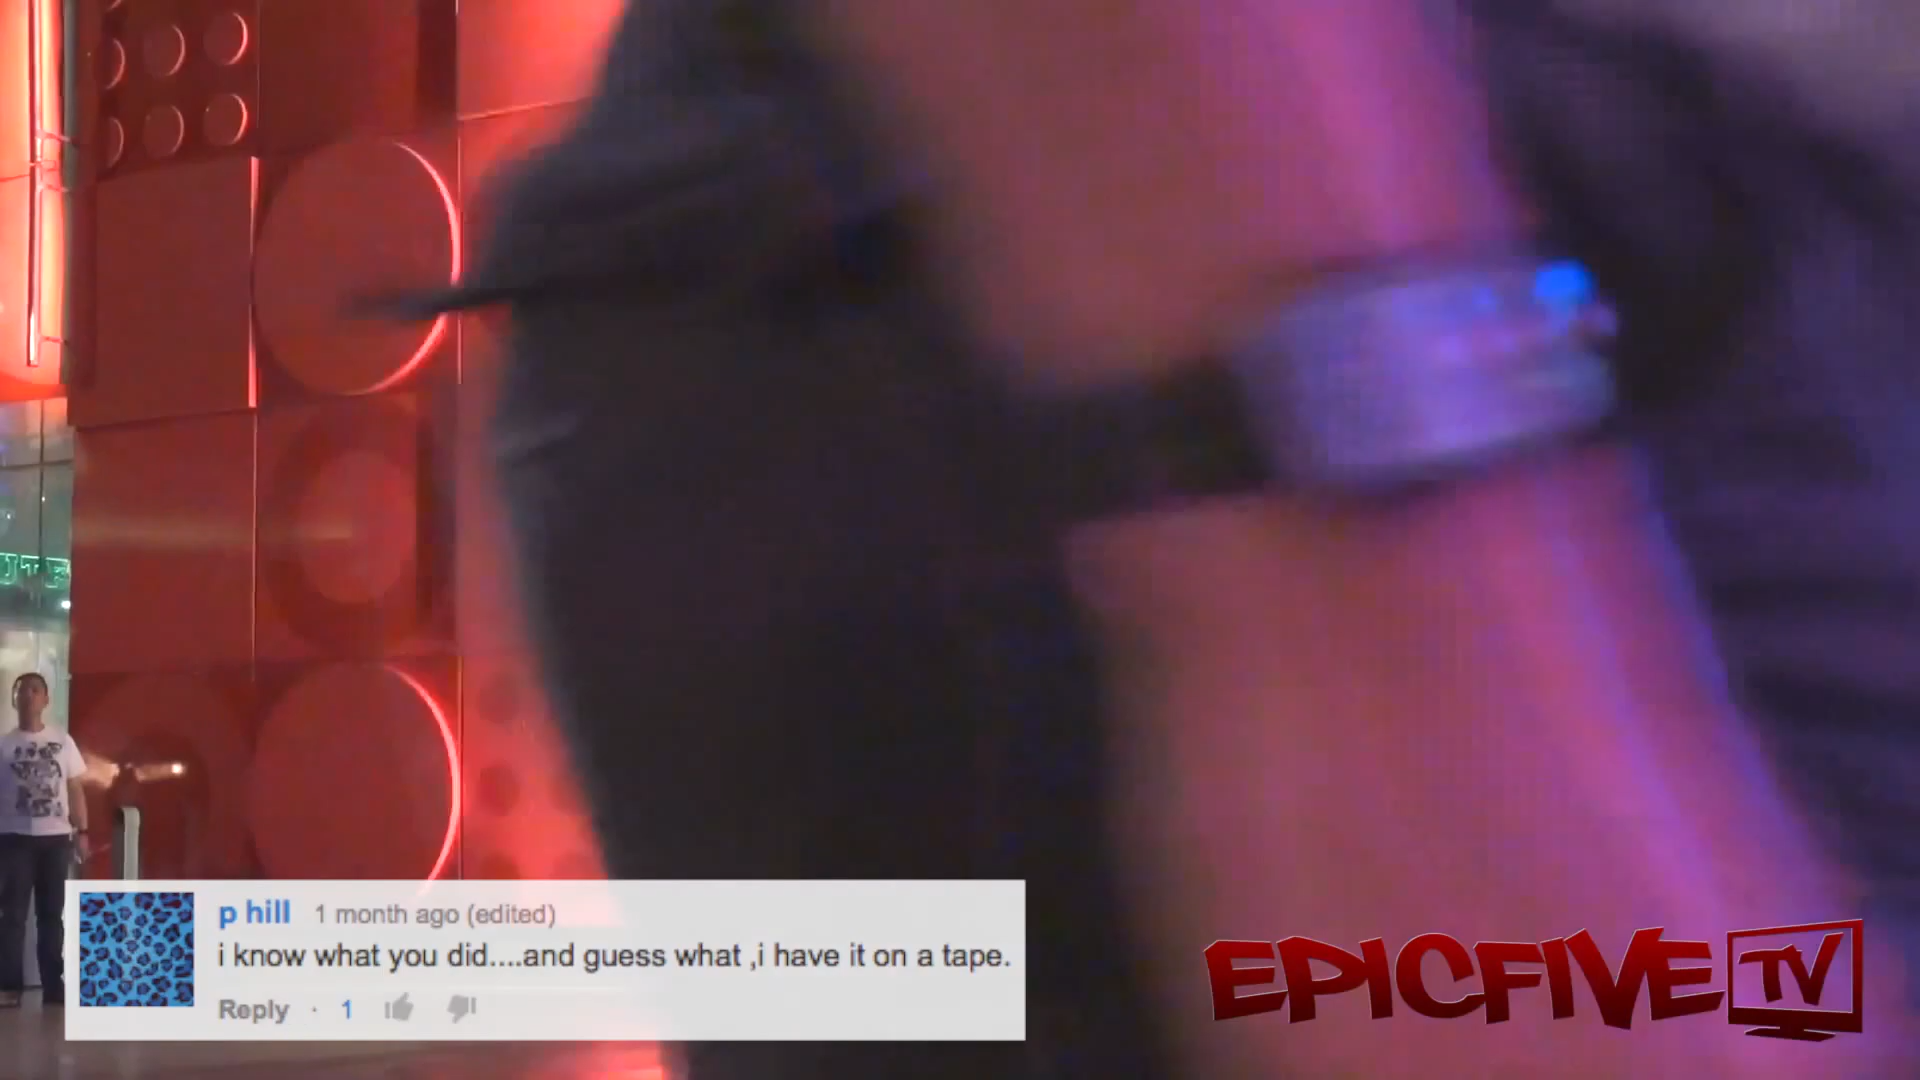 UTF
p hill 1 month ago (edited)
i know what you did....and guess what ,i have it on a tape.
Reply · 1
EPICFIVE TV